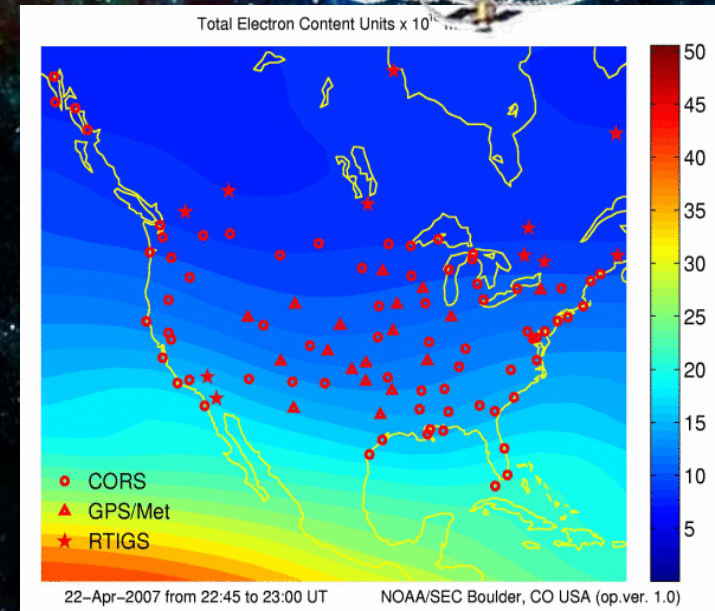 Total Electron Content Units x 10
50
45
40
35
30
25
20
15
10
5
CORS
GPS/Met
RTIGS
22-Apr-2007 from 22:45 to 23:00 UT NOAA/SEC Boulder, CO USA (op.ver. 1.0)